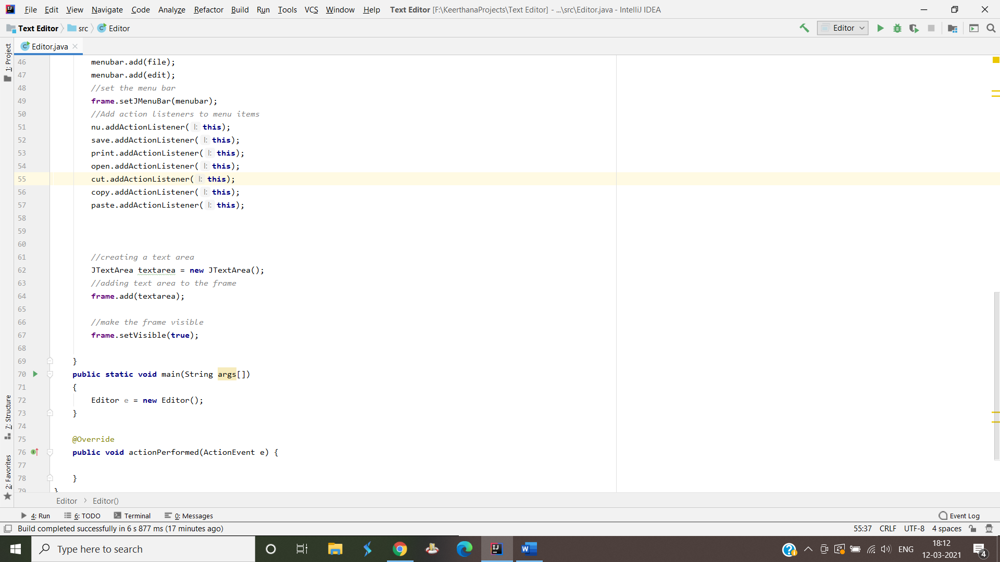 File Edit View Navigate Code Analyze Refactor Build Run Tools VCS Window Help Text Editor [F:\KeerthanaProjects\Text Editor] - ...\src\Editor.java - IntelliJ IDEA
Text Editor src Editor Editor
Editor.java
1: Project
7: Structure
2: Favorites
46 menubar.add(file);
47 menubar.add(edit);
48 //set the menu bar
49 frame.setJMenuBar(menubar);
50 //Add action listeners to menu items
51 nu.addActionListener( l: this);
52 save.addActionListener( l: this);
53 print.addActionListener( l: this);
54 open.addActionListener( l: this);
55 cut.addActionListener( l: this);
56 copy.addActionListener( l: this);
57 paste.addActionListener( l: this);
58
59
60
61 //creating a text area
62 JTextArea textarea = new JTextArea();
63 //adding text area to the frame
64 frame.add(textarea);
65
66 //make the frame visible
67 frame.setVisible(true);
68
69 }
70 public static void main(String args[])
71 {
72 Editor e = new Editor();
73 }
74
75 @Override
76 public void actionPerformed(ActionEvent e) {
77
78 }
79 }
Editor Editor()
4: Run 6: TODO Terminal 0: Messages Event Log
Build completed successfully in 6 s 877 ms (17 minutes ago) 55:37 CRLF UTF-8 4 spaces
Type here to search ENG 18:12
12-03-2021 4